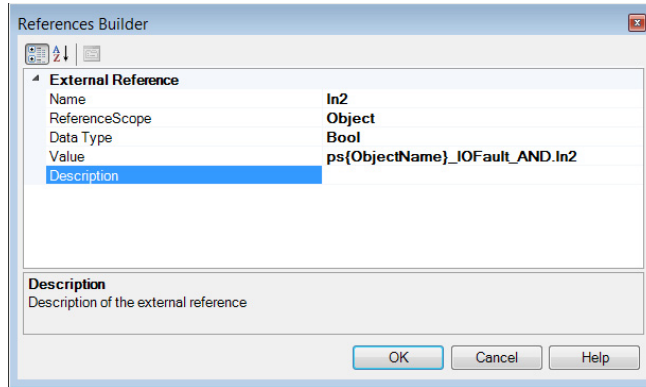 References Builder
External Reference
Name In2
ReferenceScope Object
Data Type Bool
Value ps{ObjectName}_IOFault_AND.In2
Description
Description
Description of the external reference
OK Cancel Help